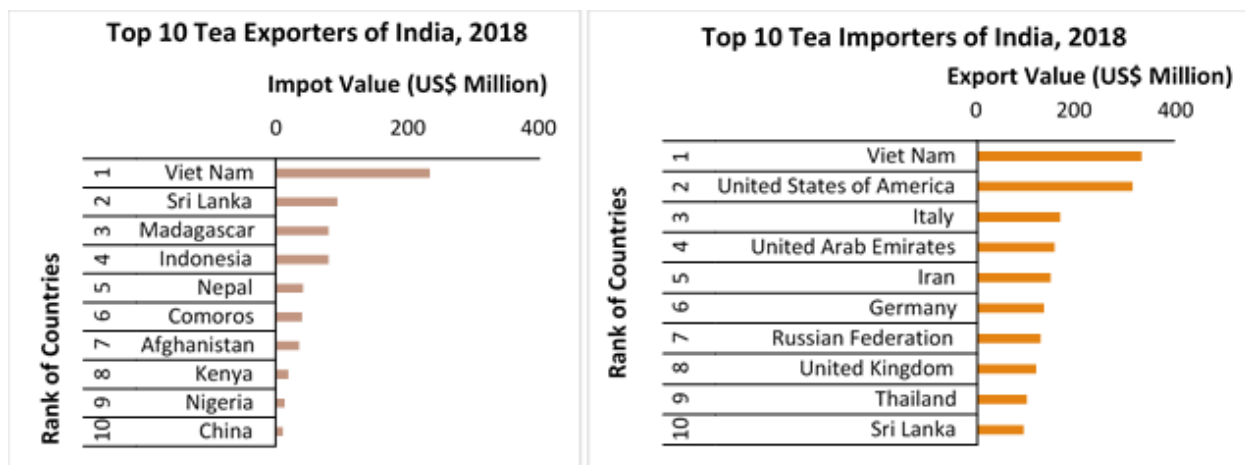 Top 10 Tea Exporters of India, 2018
Impot Value (US$ Million)
0 200 400
Rank of Countries
1 Viet Nam
2 Sri Lanka
3 Madagascar
4 Indonesia
5 Nepal
6 Comoros
7 Afghanistan
8 Kenya
9 Nigeria
10 China
Top 10 Tea Importers of India, 2018
Export Value (US$ Million)
0 200 400
Rank of Countries
1 Viet Nam
2 United States of America
3 Italy
4 United Arab Emirates
5 Iran
6 Germany
7 Russian Federation
8 United Kingdom
9 Thailand
10 Sri Lanka